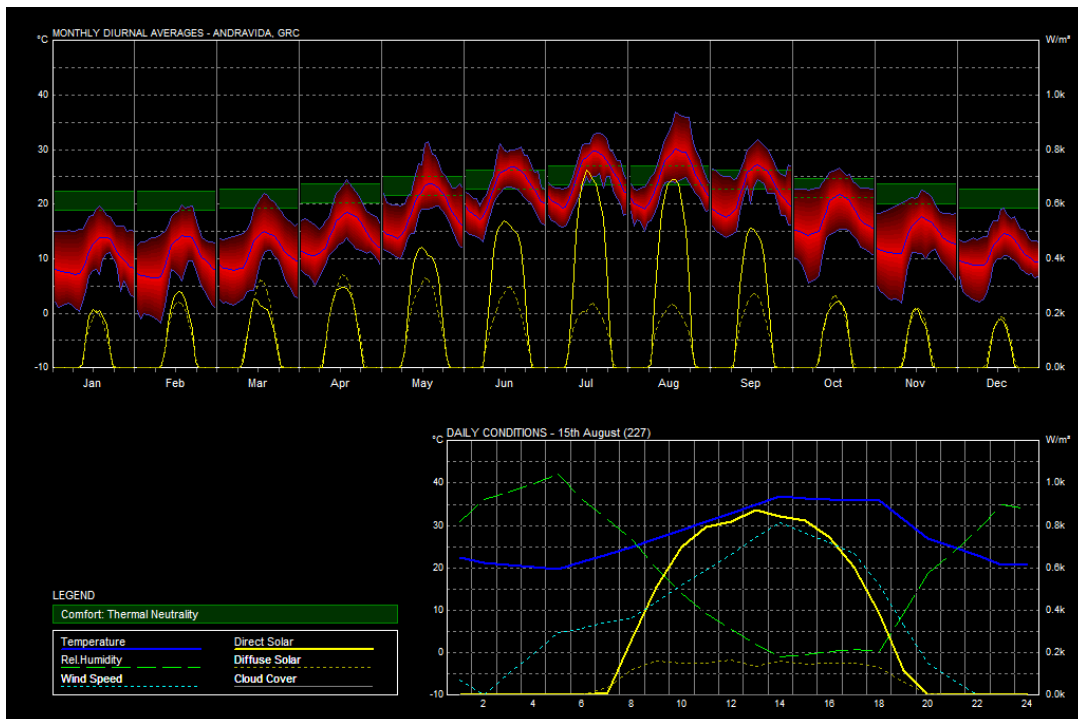 MONTHLY DIURNAL AVERAGES - ANDRAVIDA, GRC
°C W/m²
40 1.0k
30 0.8k
20 0.6k
10 0.4k
0 0.2k
-10 0.0k
Jan Feb Mar Apr May Jun Jul Aug Sep Oct Nov Dec
DAILY CONDITIONS - 15th August (227)
°C W/m²
40 1.0k
30 0.8k
20 0.6k
10 0.4k
0 0.2k
-10 0.0k
2 4 6 8 10 12 14 16 18 20 22 24
LEGEND
Comfort: Thermal Neutrality
Temperature Direct Solar
Rel.Humidity Diffuse Solar
Wind Speed Cloud Cover